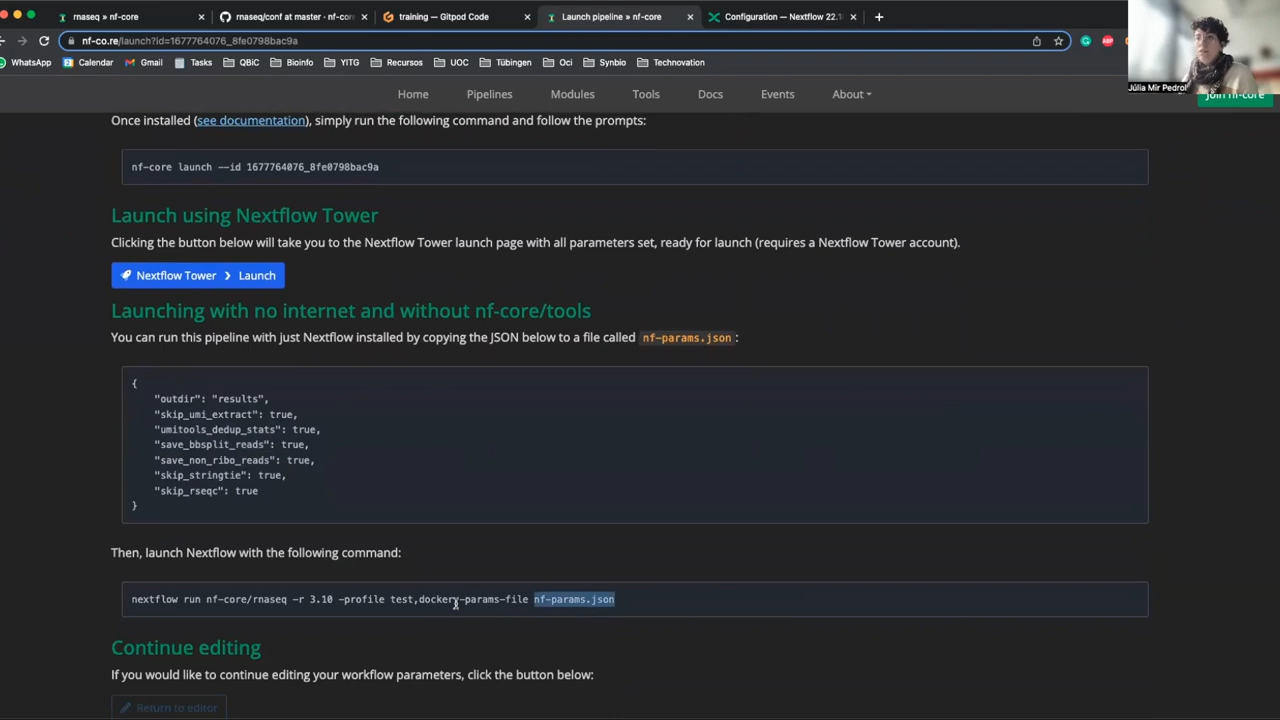 rnaseq » nf-core
rnaseq/conf at master · nf-cor
training — Gitpod Code
Launch pipeline » nf-core
Configuration — Nextflow 22.1
nf-co.re/launch?id=1677764076_8fe0798bac9a
WhatsApp
Calendar
Gmail
Tasks
QBiC
Bioinfo
YITG
Recursos
UOC
Tübingen
Oci
Synbio
Technovation
Júlia Mir Pedrol
Home
Pipelines
Modules
Tools
Docs
Events
About
Join nf-core
Once installed (see documentation), simply run the following command and follow the prompts:
nf-core launch --id 1677764076_8fe0798bac9a
Launch using Nextflow Tower
Clicking the button below will take you to the Nextflow Tower launch page with all parameters set, ready for launch (requires a Nextflow Tower account).
Nextflow Tower > Launch
Launching with no internet and without nf-core/tools
You can run this pipeline with just Nextflow installed by copying the JSON below to a file called nf-params.json:
{
"outdir": "results",
"skip_umi_extract": true,
"umitools_dedup_stats": true,
"save_bbsplit_reads": true,
"save_non_ribo_reads": true,
"skip_stringtie": true,
"skip_rseqc": true
}
Then, launch Nextflow with the following command:
nextflow run nf-core/rnaseq -r 3.10 -profile test,docker -params-file nf-params.json
Continue editing
If you would like to continue editing your workflow parameters, click the button below:
Return to editor